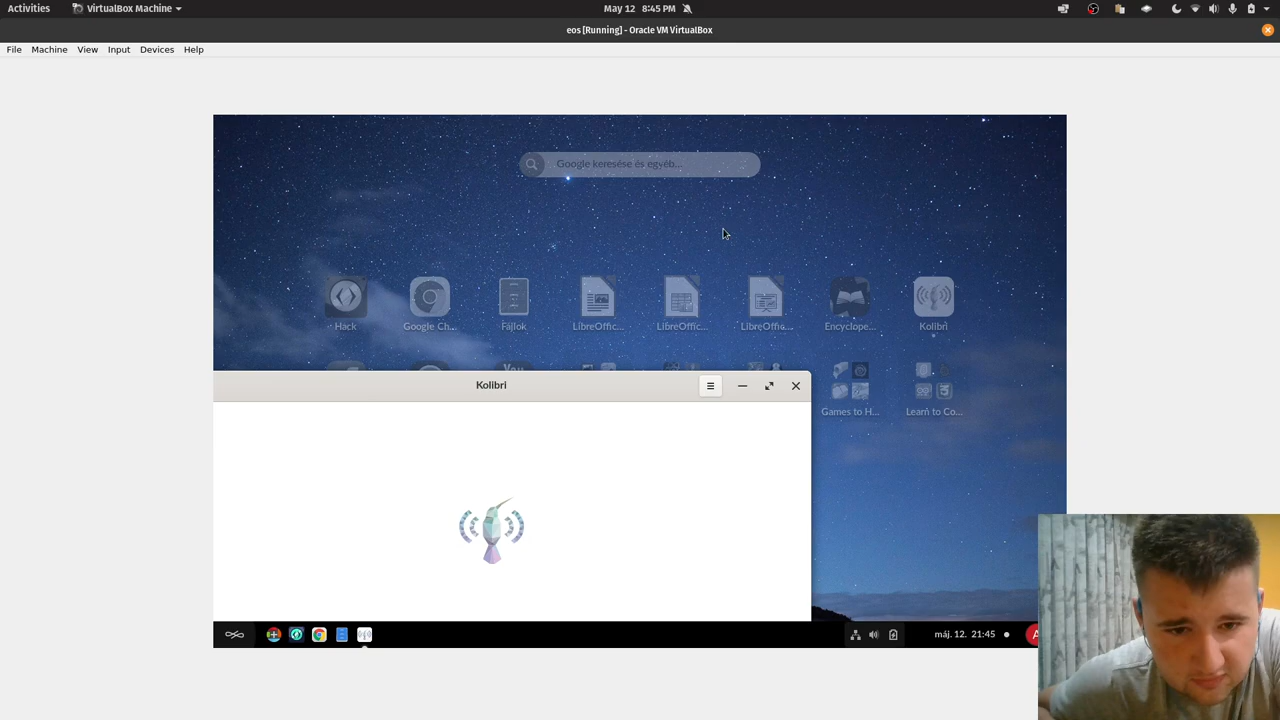 Activities VirtualBox Machine May 12 8:45 PM
eos [Running] - Oracle VM VirtualBox
File Machine View Input Devices Help
Google keresése és egyéb...
Hack Google Ch... Fájlok LibreOffic... LibreOffic... LibreOffic... Encyclope... Kolibri
You
Games to H... Learn to Co...
Kolibri
máj. 12. 21:45
A